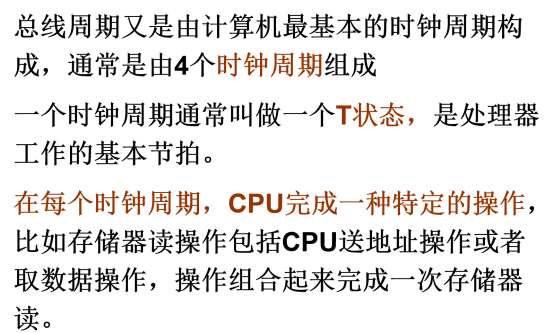 总线周期又是由计算机最基本的时钟周期构
成，通常是由4个时钟周期组成
一个时钟周期通常叫做一个T状态，是处理器
工作的基本节拍。
在每个时钟周期，CPU完成一种特定的操作，
比如存储器读操作包括CPU送地址操作或者
取数据操作，操作组合起来完成一次存储器
读。